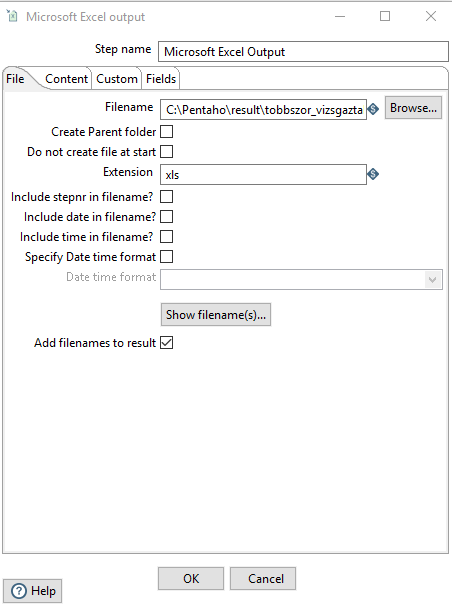 Microsoft Excel output
Step name Microsoft Excel Output
File Content Custom Fields
Filename C:\Pentaho\result\tobbszor_vizsgazta Browse...
Create Parent folder
Do not create file at start
Extension xls
Include stepnr in filename?
Include date in filename?
Include time in filename?
Specify Date time format
Date time format
Show filename(s)...
Add filenames to result
OK Cancel
Help